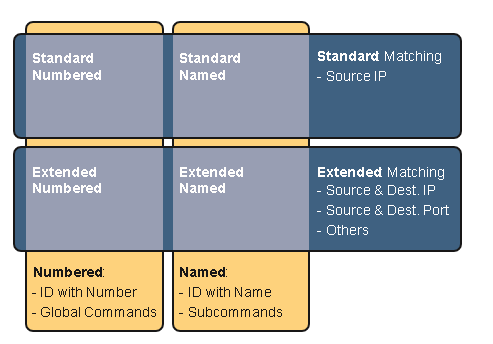 Standard
Numbered
Standard
Named
Standard Matching
- Source IP
Extended
Numbered
Extended
Named
Extended Matching
- Source & Dest. IP
- Source & Dest. Port
- Others
Numbered:
- ID with Number
- Global Commands
Named:
- ID with Name
- Subcommands